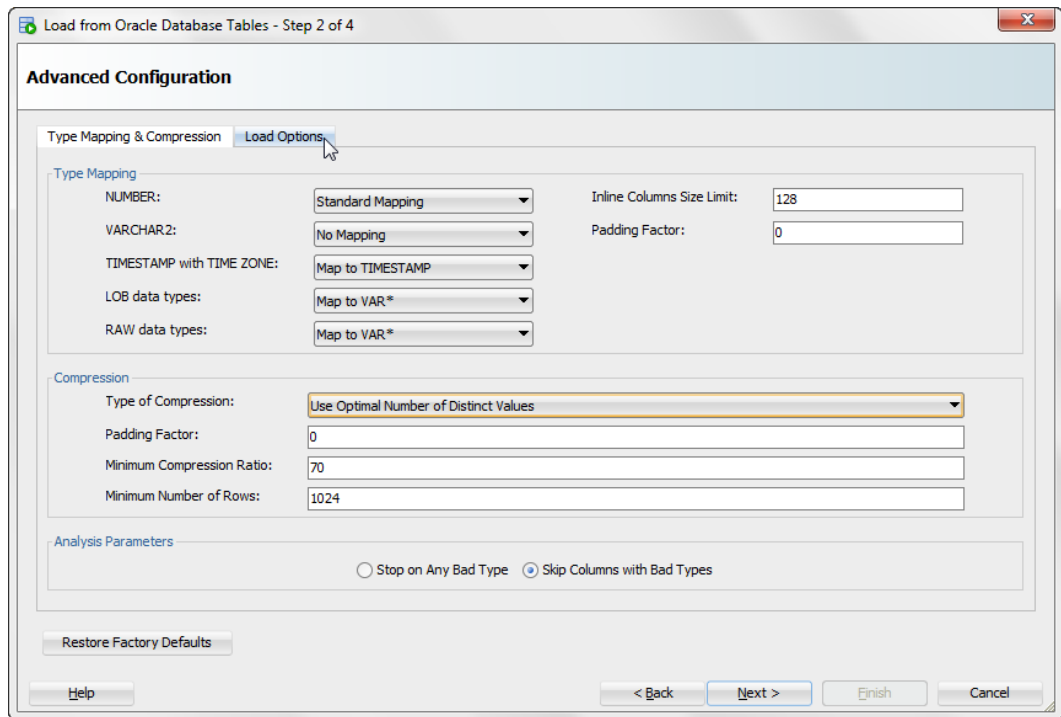 Load from Oracle Database Tables - Step 2 of 4
x
Advanced Configuration
Type Mapping & Compression Load Options
Type Mapping
NUMBER: Standard Mapping Inline Columns Size Limit: 128
VARCHAR2: No Mapping Padding Factor: 0
TIMESTAMP with TIME ZONE: Map to TIMESTAMP
LOB data types: Map to VAR*
RAW data types: Map to VAR*
Compression
Type of Compression: Use Optimal Number of Distinct Values
Padding Factor: 0
Minimum Compression Ratio: 70
Minimum Number of Rows: 1024
Analysis Parameters
Stop on Any Bad Type Skip Columns with Bad Types
Restore Factory Defaults
Help < Back Next > Finish Cancel